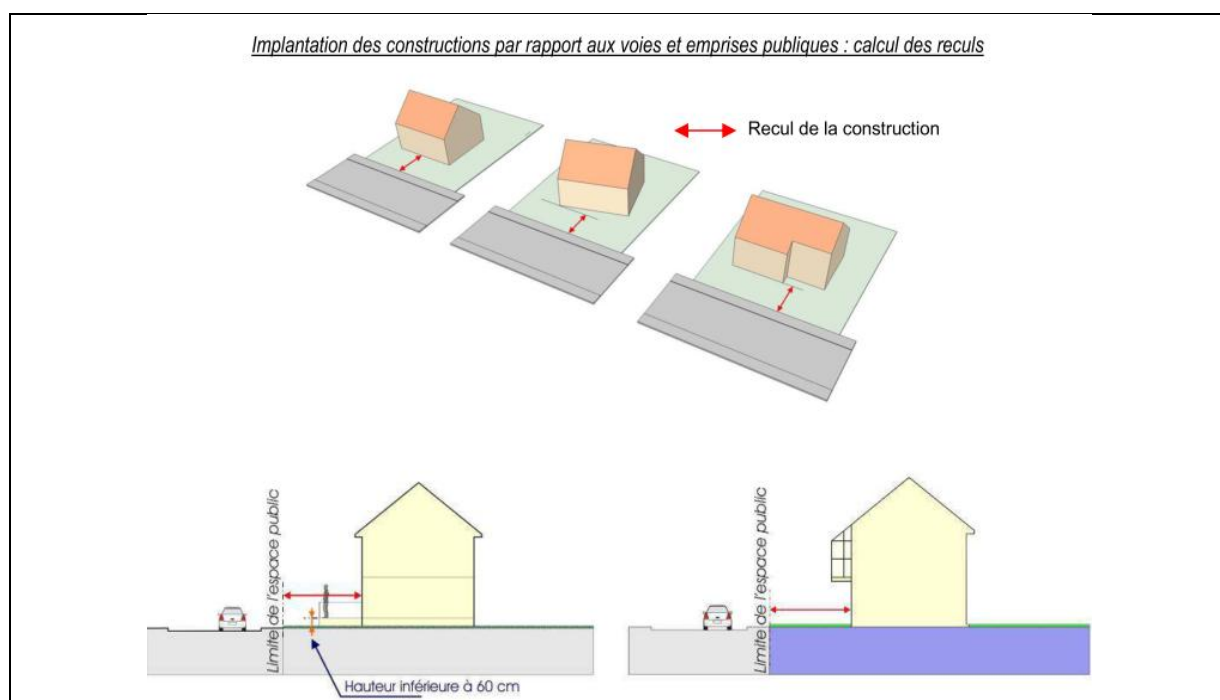 Implantation des constructions par rapport aux voies et emprises publiques : calcul des reculs
Recul de la construction
Limite de l'espace public
Hauteur inférieure à 60 cm
Limite de l'espace public